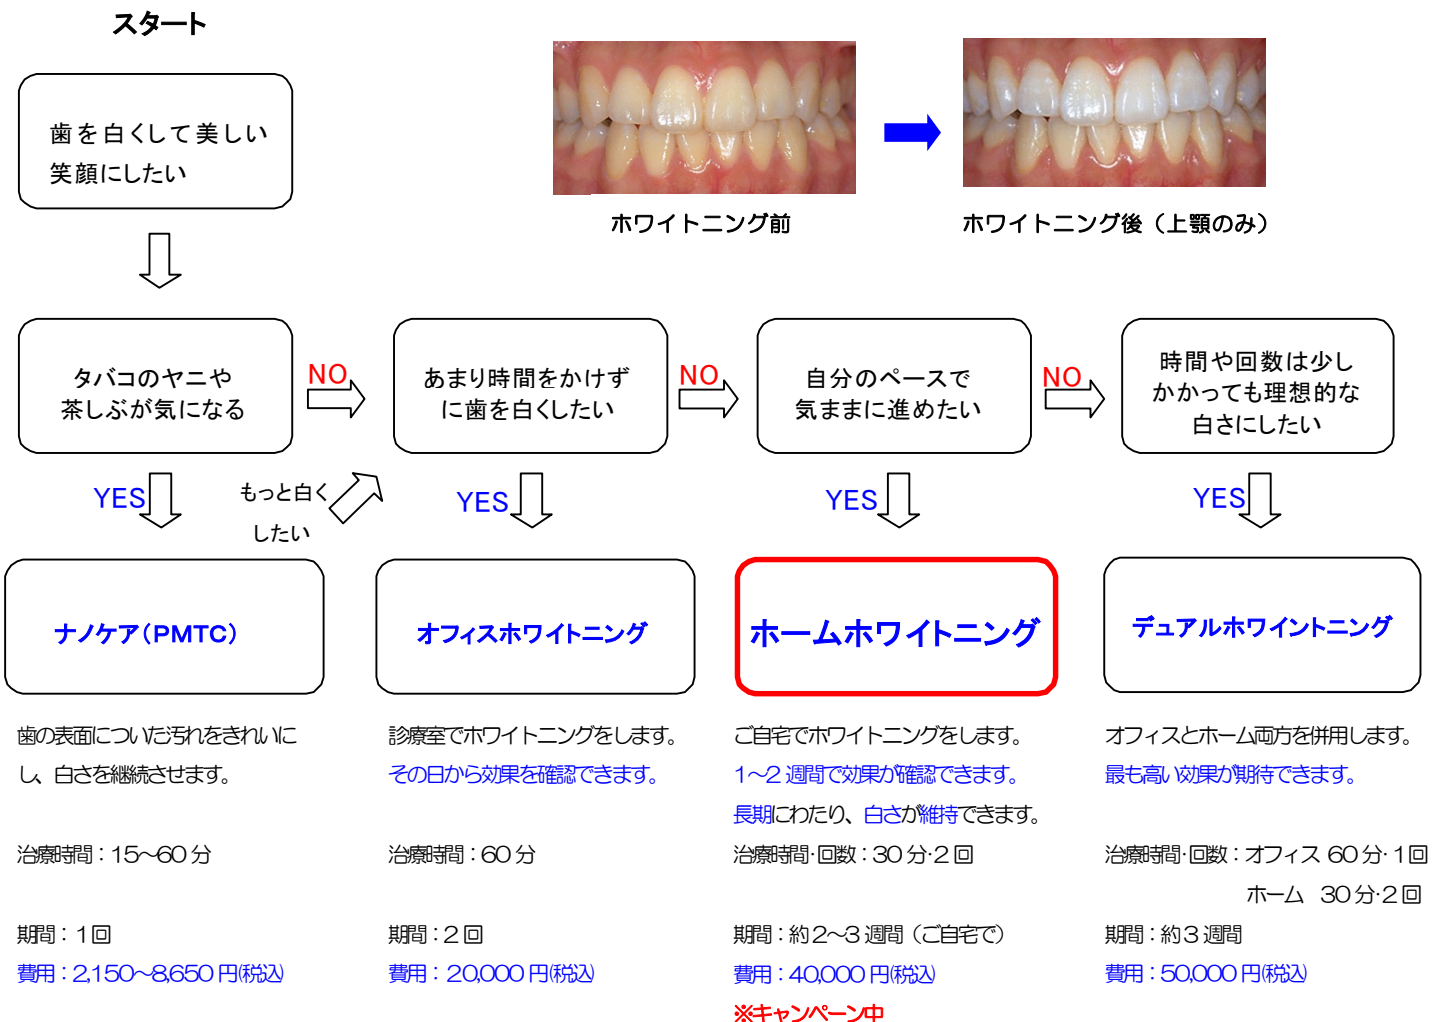 スタート
歯を白くして美しい
笑顔にしたい
ホワイトニング前
ホワイトニング後（上顎のみ）
タバコのヤニや
茶しぶが気になる
NO
あまり時間をかけず
に歯を白くしたい
NO
自分のペースで
気ままに進めたい
NO
時間や回数は少し
かかっても理想的な
白さにしたい
YES
もっと白く
したい
YES
YES
YES
ナノケア（PMTC）
オフィスホワイトニング
ホームホワイトニング
デュアルホワイントニング
歯の表面についた汚れをきれいに
し、白さを継続させます。
治療時間：15～60分
期間：1回
費用：2,150～8,650円(税込)
診療室でホワイトニングをします。
その日から効果を確認できます。
治療時間：60分
期間：2回
費用：20,000円(税込)
ご自宅でホワイトニングをします。
1～2週間で効果が確認できます。
長期にわたり、白さが維持できます。
治療時間・回数：30分・2回
期間：約2～3週間（ご自宅で）
費用：40,000円(税込)
※キャンペーン中
オフィスとホーム両方を併用します。
最も高い効果が期待できます。
治療時間・回数：オフィス 60分・1回
ホーム 30分・2回
期間：約3週間
費用：50,000円(税込)